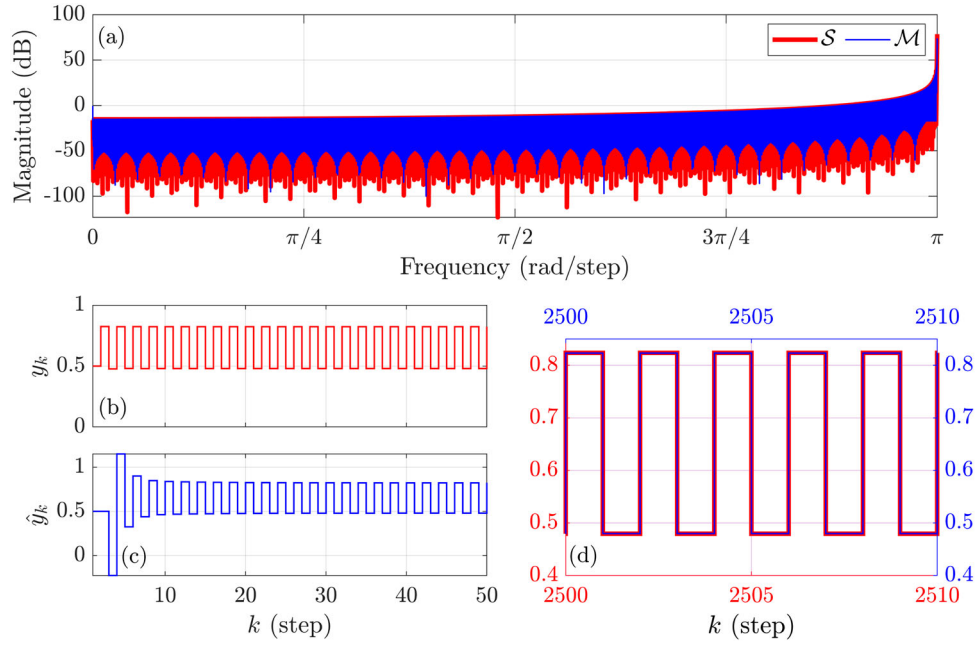 100
(a)
𝒮 ℳ
50
0
-50
-100
Magnitude (dB)
0 π/4 π/2 3π/4 π
Frequency (rad/step)
1
0.5
0
y_k
(b)
1
0.5
0
ŷ_k
(c)
10 20 30 40 50
k (step)
2500 2505 2510
0.8 0.8
0.7 0.7
0.6 0.6
0.5 0.5
(d)
0.4 0.4
2500 2505 2510
k (step)